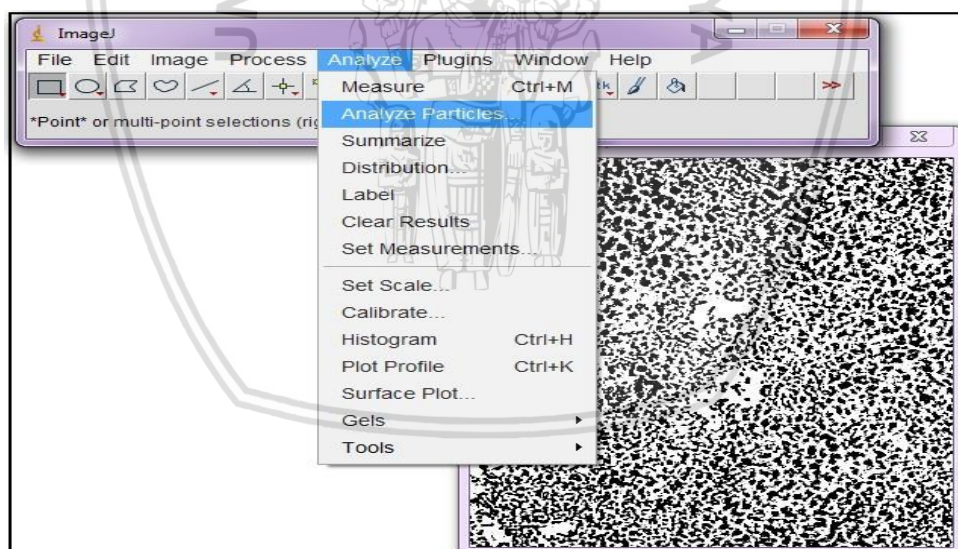 ImageJ
File Edit Image Process Analyze Plugins Window Help
*Point* or multi-point selections (rig
Measure Ctrl+M
Analyze Particles...
Summarize
Distribution...
Label
Clear Results
Set Measurements...
Set Scale...
Calibrate...
Histogram Ctrl+H
Plot Profile Ctrl+K
Surface Plot...
Gels
Tools
YA